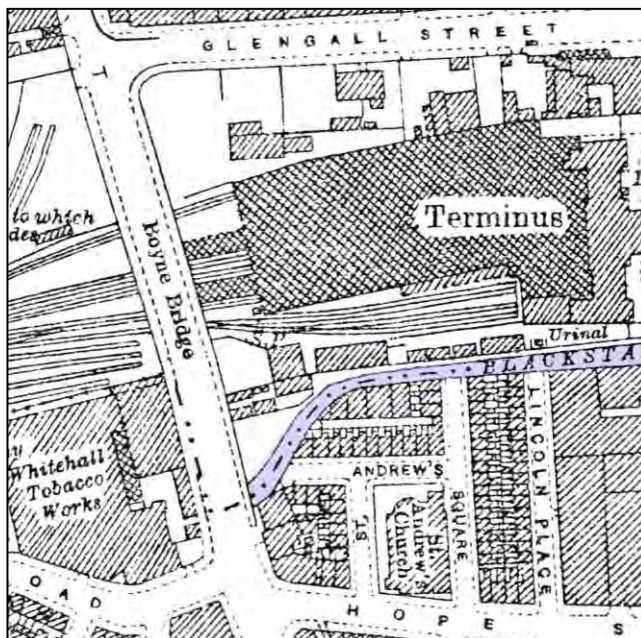 GLENGALL STREET
to which
des
Terminus
Boyne Bridge
S.P
Urinal
BLACKSTA
LINCOLN PLACE
Whitehall
Tobacco
Works
ANDREW'S
SQUARE
ST.
St.
Andrew's
Church
OAD
HOPE S